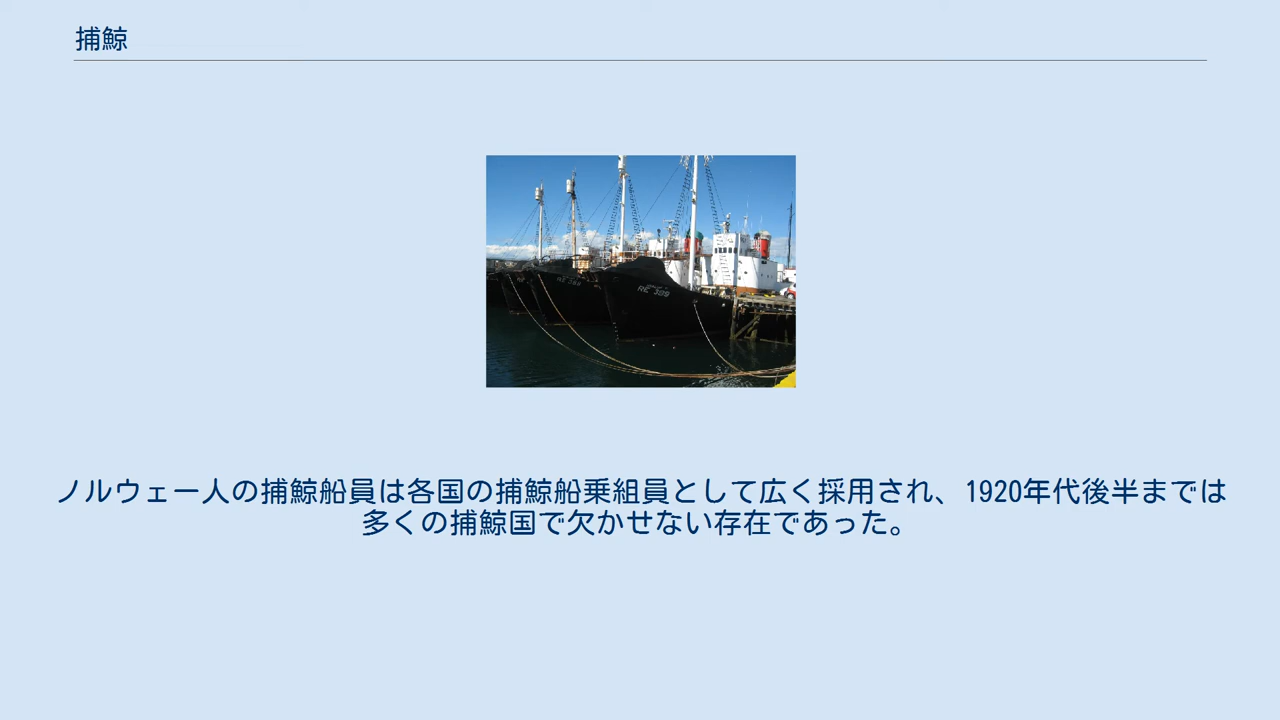 捕鯨
RE 399
ノルウェー人の捕鯨船員は各国の捕鯨船乗組員として広く採用され、1920年代後半までは
多くの捕鯨国で欠かせない存在であった。